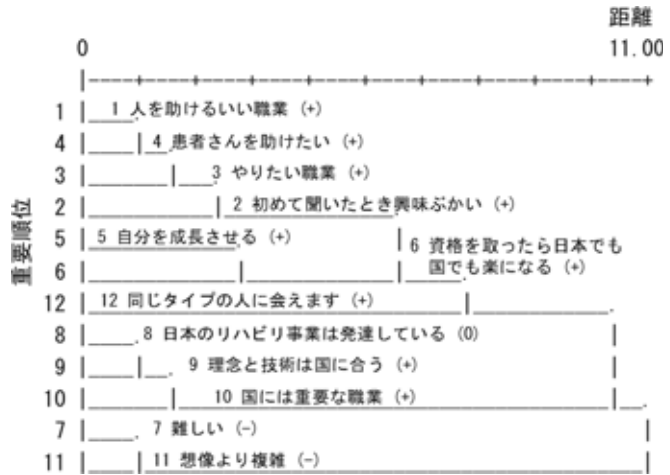 距離
0 11.00
1 1 人を助けるいい職業 (+)
4 4 患者さんを助けたい (+)
3 3 やりたい職業 (+)
2 2 初めて聞いたとき興味ぶかい (+)
重要順位
5 5 自分を成長させる (+)
6 資格を取ったら日本でも
国でも楽になる (+)
6
12 12 同じタイプの人に会えます (+)
8 8 日本のリハビリ事業は発達している (0)
9 9 理念と技術は国に合う (+)
10 10 国には重要な職業 (+)
7 7 難しい (-)
11 11 想像より複雑 (-)